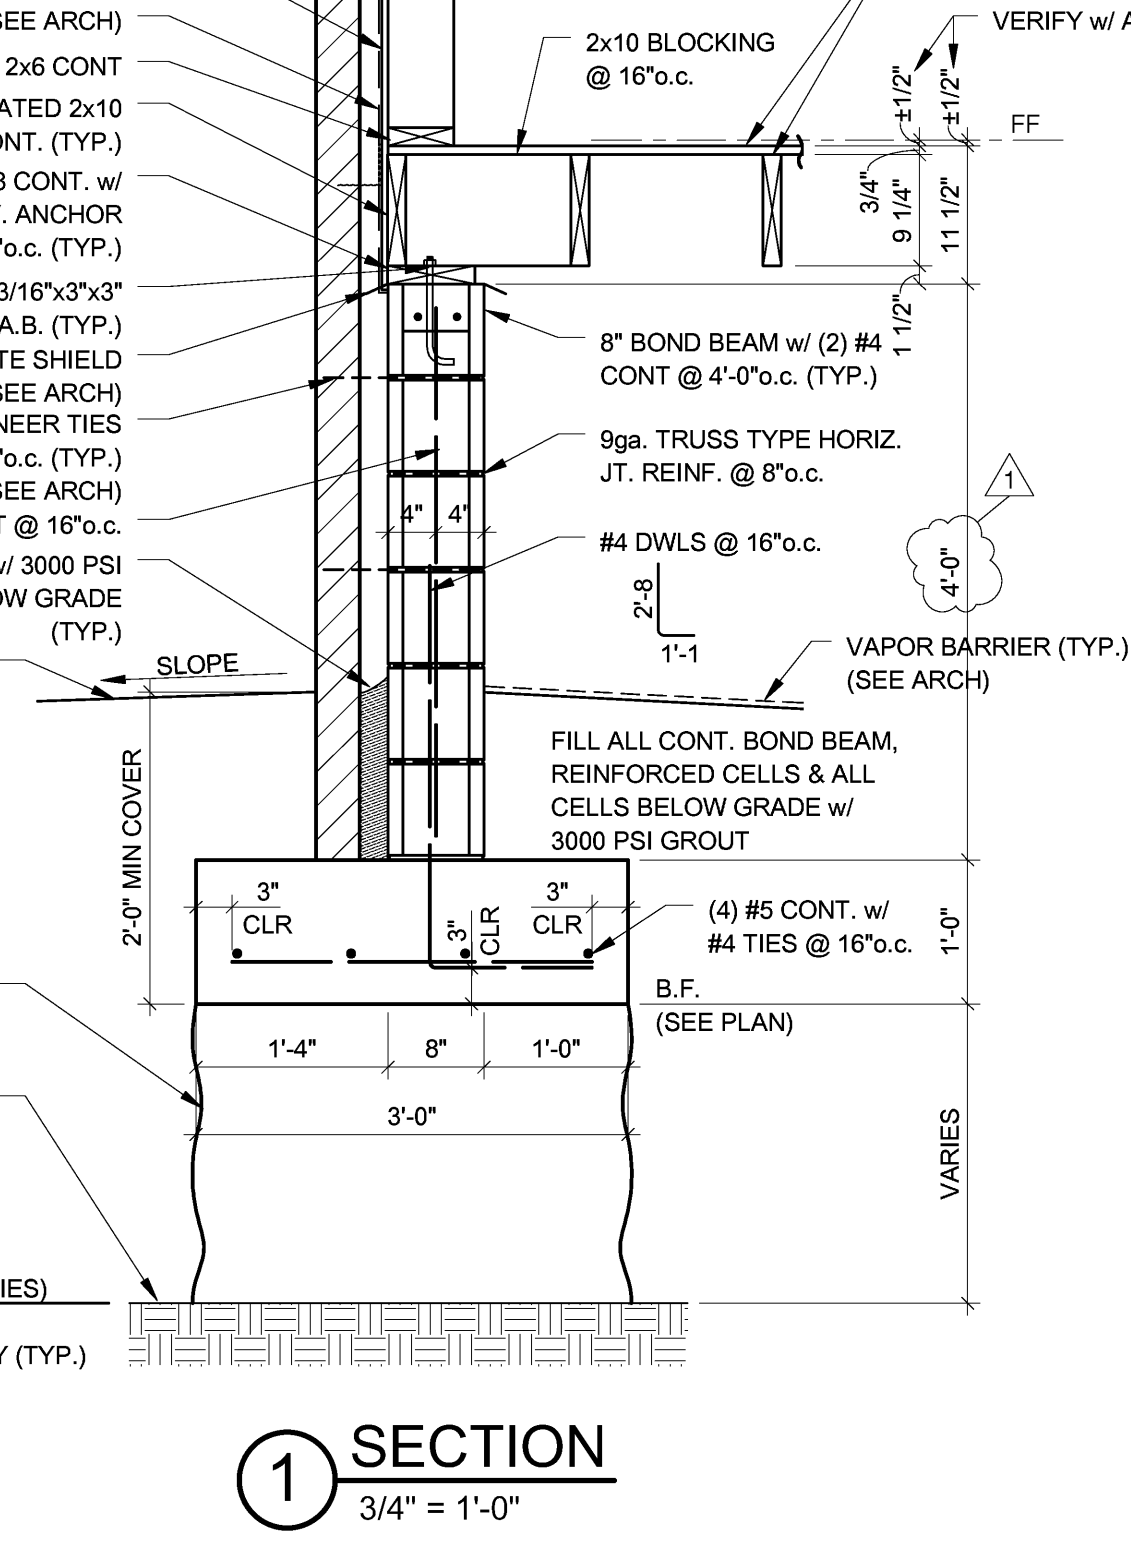 SEE ARCH)
2x6 CONT
ATED 2x10
ONT. (TYP.)
CONT. w/
ANCHOR
"o.c. (TYP.)
3/16"x3"x3"
A.B. (TYP.)
TE SHIELD
SEE ARCH)
NEER TIES
"o.c. (TYP.)
SEE ARCH)
T @ 16"o.c.
w/ 3000 PSI
OW GRADE
(TYP.)
SLOPE
2'-0" MIN COVER
IES)
Y (TYP.)
2x10 BLOCKING
@ 16"o.c.
VERIFY w/ A
±1/2"
±1/2"
FF
3/4"
9 1/4"
11 1/2"
1 1/2"
8" BOND BEAM w/ (2) #4
CONT @ 4'-0"o.c. (TYP.)
9ga. TRUSS TYPE HORIZ.
JT. REINF. @ 8"o.c.
1
4" 4"
#4 DWLS @ 16"o.c.
4'-0"
2'-8
1'-1
VAPOR BARRIER (TYP.)
(SEE ARCH)
FILL ALL CONT. BOND BEAM,
REINFORCED CELLS & ALL
CELLS BELOW GRADE w/
3000 PSI GROUT
3"
CLR
3"
CLR
3"
CLR
(4) #5 CONT. w/
#4 TIES @ 16"o.c.
1'-0"
B.F.
(SEE PLAN)
1'-4" 8" 1'-0"
3'-0"
VARIES
1 SECTION
3/4" = 1'-0"